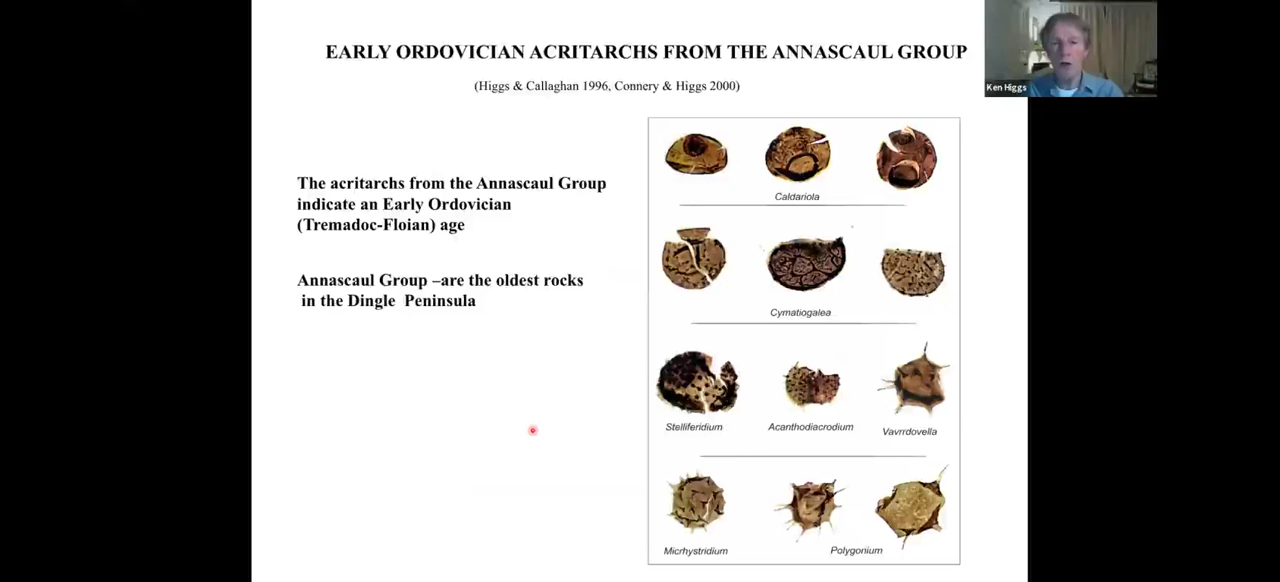 EARLY ORDOVICIAN ACRITARCHS FROM THE ANNASCAUL GROUP
(Higgs & Callaghan 1996, Connery & Higgs 2000)
Ken Higgs
The acritarchs from the Annascaul Group
indicate an Early Ordovician
(Tremadoc-Floian) age
Annascaul Group –are the oldest rocks
in the Dingle Peninsula
Caldariola
Cymatiogalea
Stelliferidium Acanthodiacrodium Vavrrdovella
Micrhystridium Polygonium